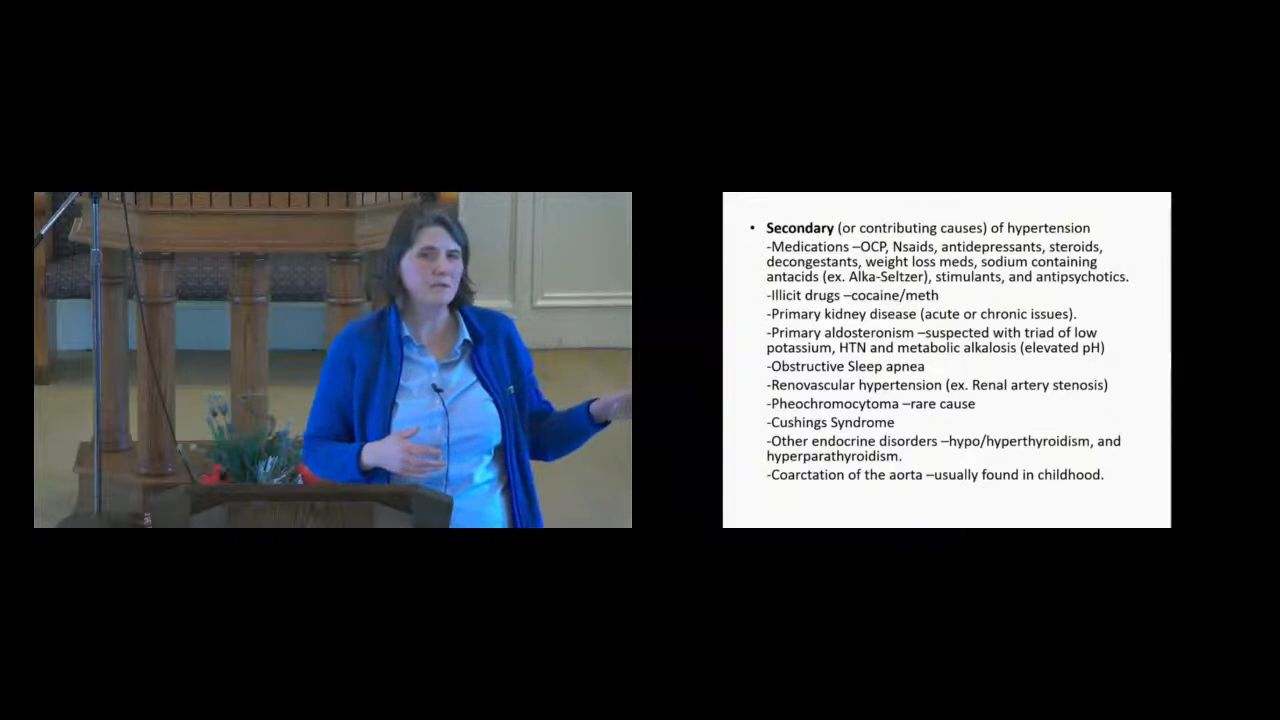 • Secondary (or contributing causes) of hypertension
-Medications –OCP, Nsaids, antidepressants, steroids,
decongestants, weight loss meds, sodium containing
antacids (ex. Alka-Seltzer), stimulants, and antipsychotics.
-Illicit drugs –cocaine/meth
-Primary kidney disease (acute or chronic issues).
-Primary aldosteronism –suspected with triad of low
potassium, HTN and metabolic alkalosis (elevated pH)
-Obstructive Sleep apnea
-Renovascular hypertension (ex. Renal artery stenosis)
-Pheochromocytoma –rare cause
-Cushings Syndrome
-Other endocrine disorders –hypo/hyperthyroidism, and
hyperparathyroidism.
-Coarctation of the aorta –usually found in childhood.